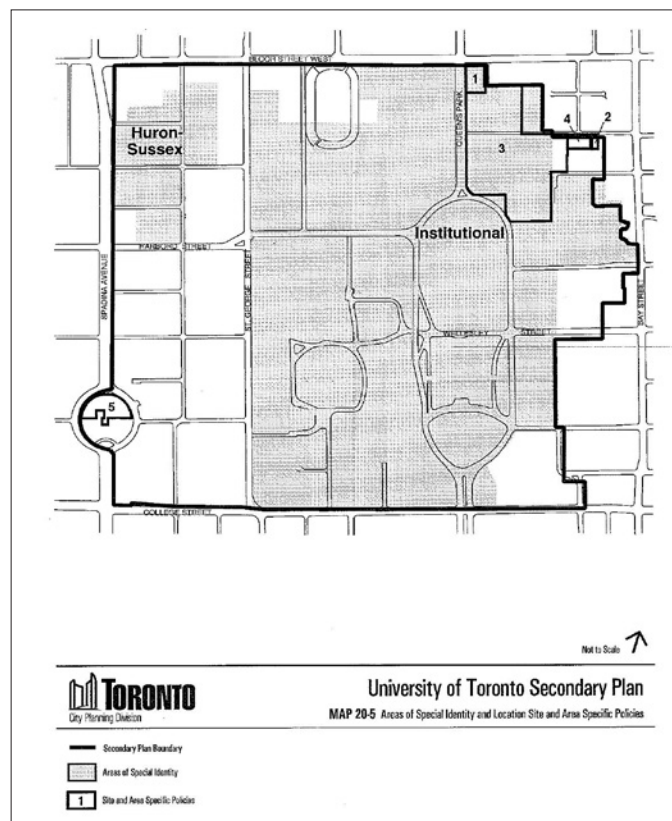 BLOOR STREET WEST
1
QUEENS PARK
4
2
3
Huron-
Sussex
Institutional
HARBORD STREET
SPADINA AVENUE
ST. GEORGE STREET
WELLESLEY STREET
BAY STREET
5
COLLEGE STREET
Not to Scale
TORONTO
City Planning Division
University of Toronto Secondary Plan
MAP 20-5 Areas of Special Identity and Location Site and Area Specific Policies
Secondary Plan Boundary
Areas of Special Identity
1 Site and Area Specific Policies